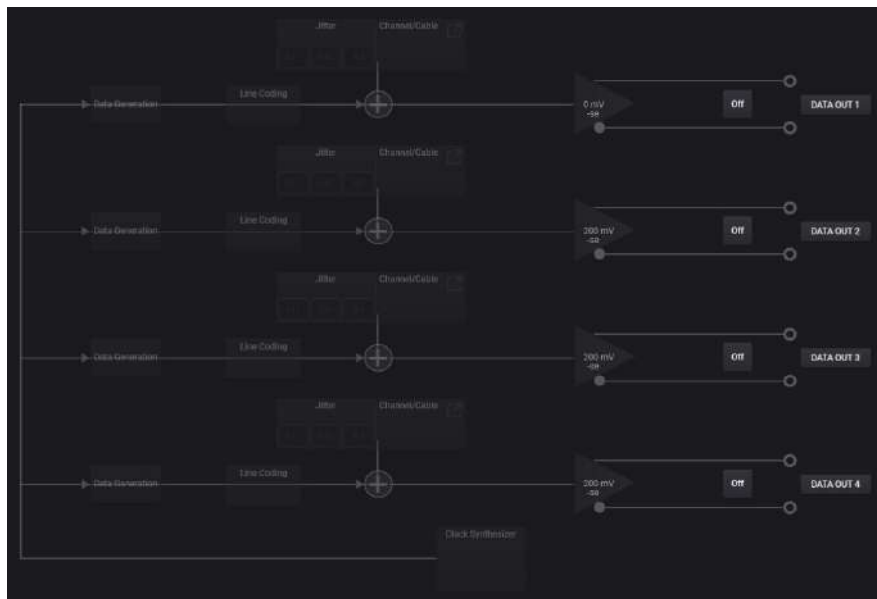 Jitter Channel/Cable
Data Generation Line Coding 0 mV Off DATA OUT 1
Jitter Channel/Cable
Data Generation Line Coding 200 mV Off DATA OUT 2
Jitter Channel/Cable
Data Generation Line Coding 200 mV Off DATA OUT 3
Jitter Channel/Cable
Data Generation Line Coding 200 mV Off DATA OUT 4
Clock Synthesizer